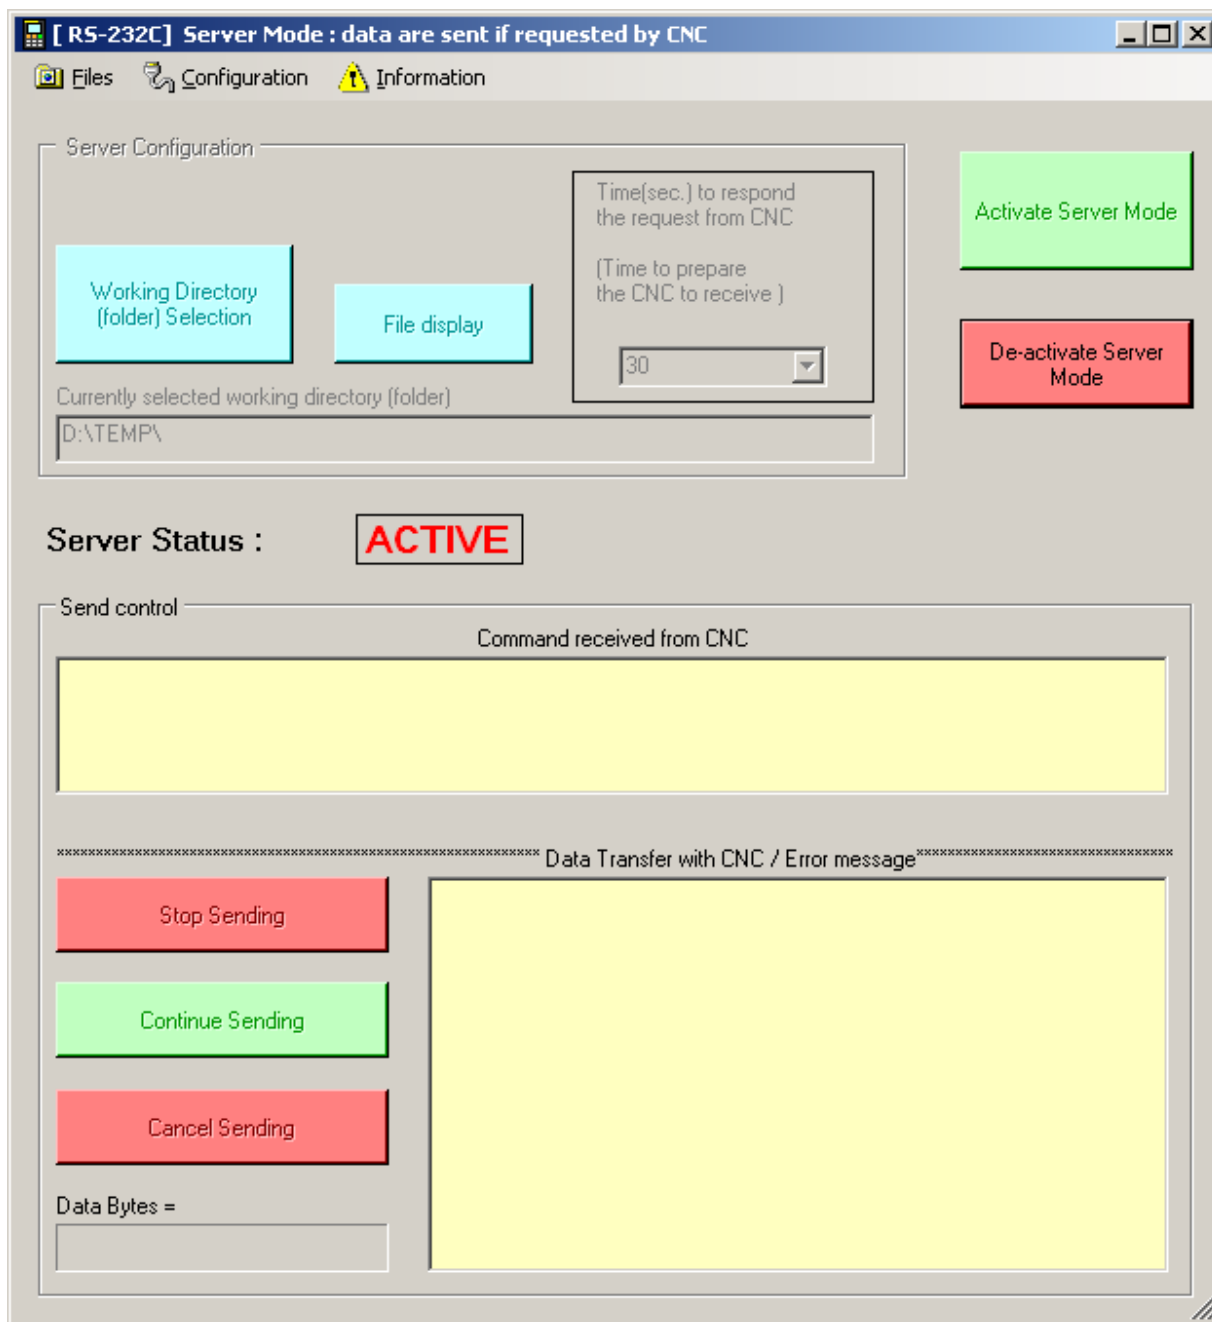 [ RS-232C] Server Mode : data are sent if requested by CNC
Files Configuration Information
Server Configuration
Time(sec.) to respond
the request from CNC
(Time to prepare
the CNC to receive )
30
Working Directory
(folder) Selection
File display
Currently selected working directory (folder)
D:\TEMP\
Activate Server Mode
De-activate Server
Mode
Server Status :
ACTIVE
Send control
Command received from CNC
Data Transfer with CNC / Error message
Stop Sending
Continue Sending
Cancel Sending
Data Bytes =